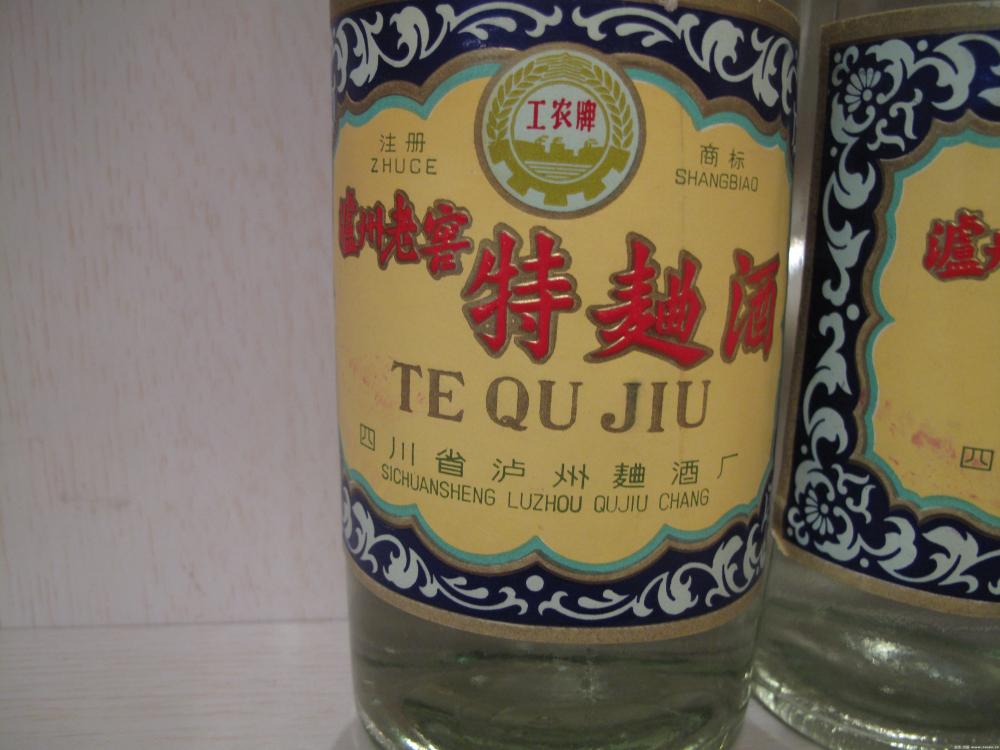 工农牌
注册 商标
ZHUCE SHANGBIAO
泸州老窖
特麯酒
TE QU JIU
四川省泸州麯酒厂
SICHUANSHENG LUZHOU QUJIU CHANG
瀘
四